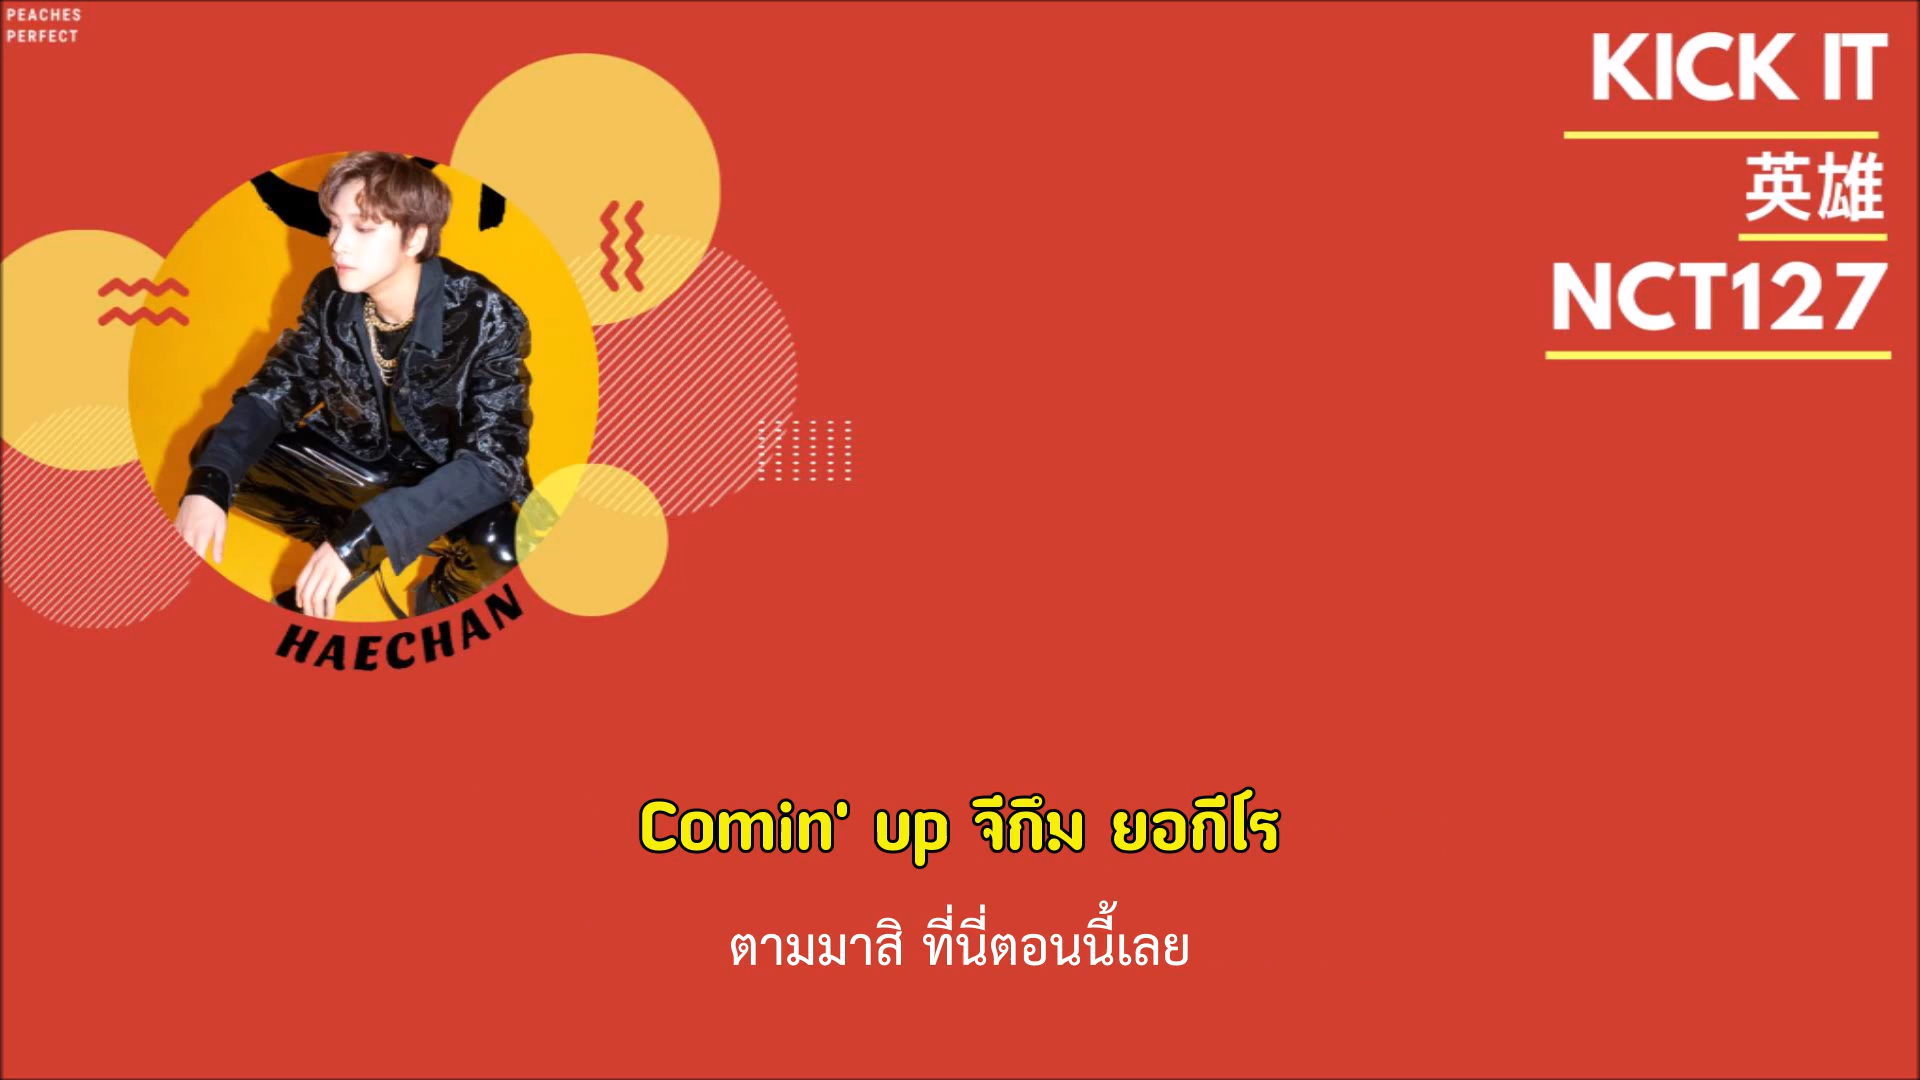 PEACHES
PERFECT
KICK IT
英雄
NCT127
HAECHAN
Comin' up จีกึม ยอกีโร
ตามมาสิ ที่นี่ตอนนี้เลย